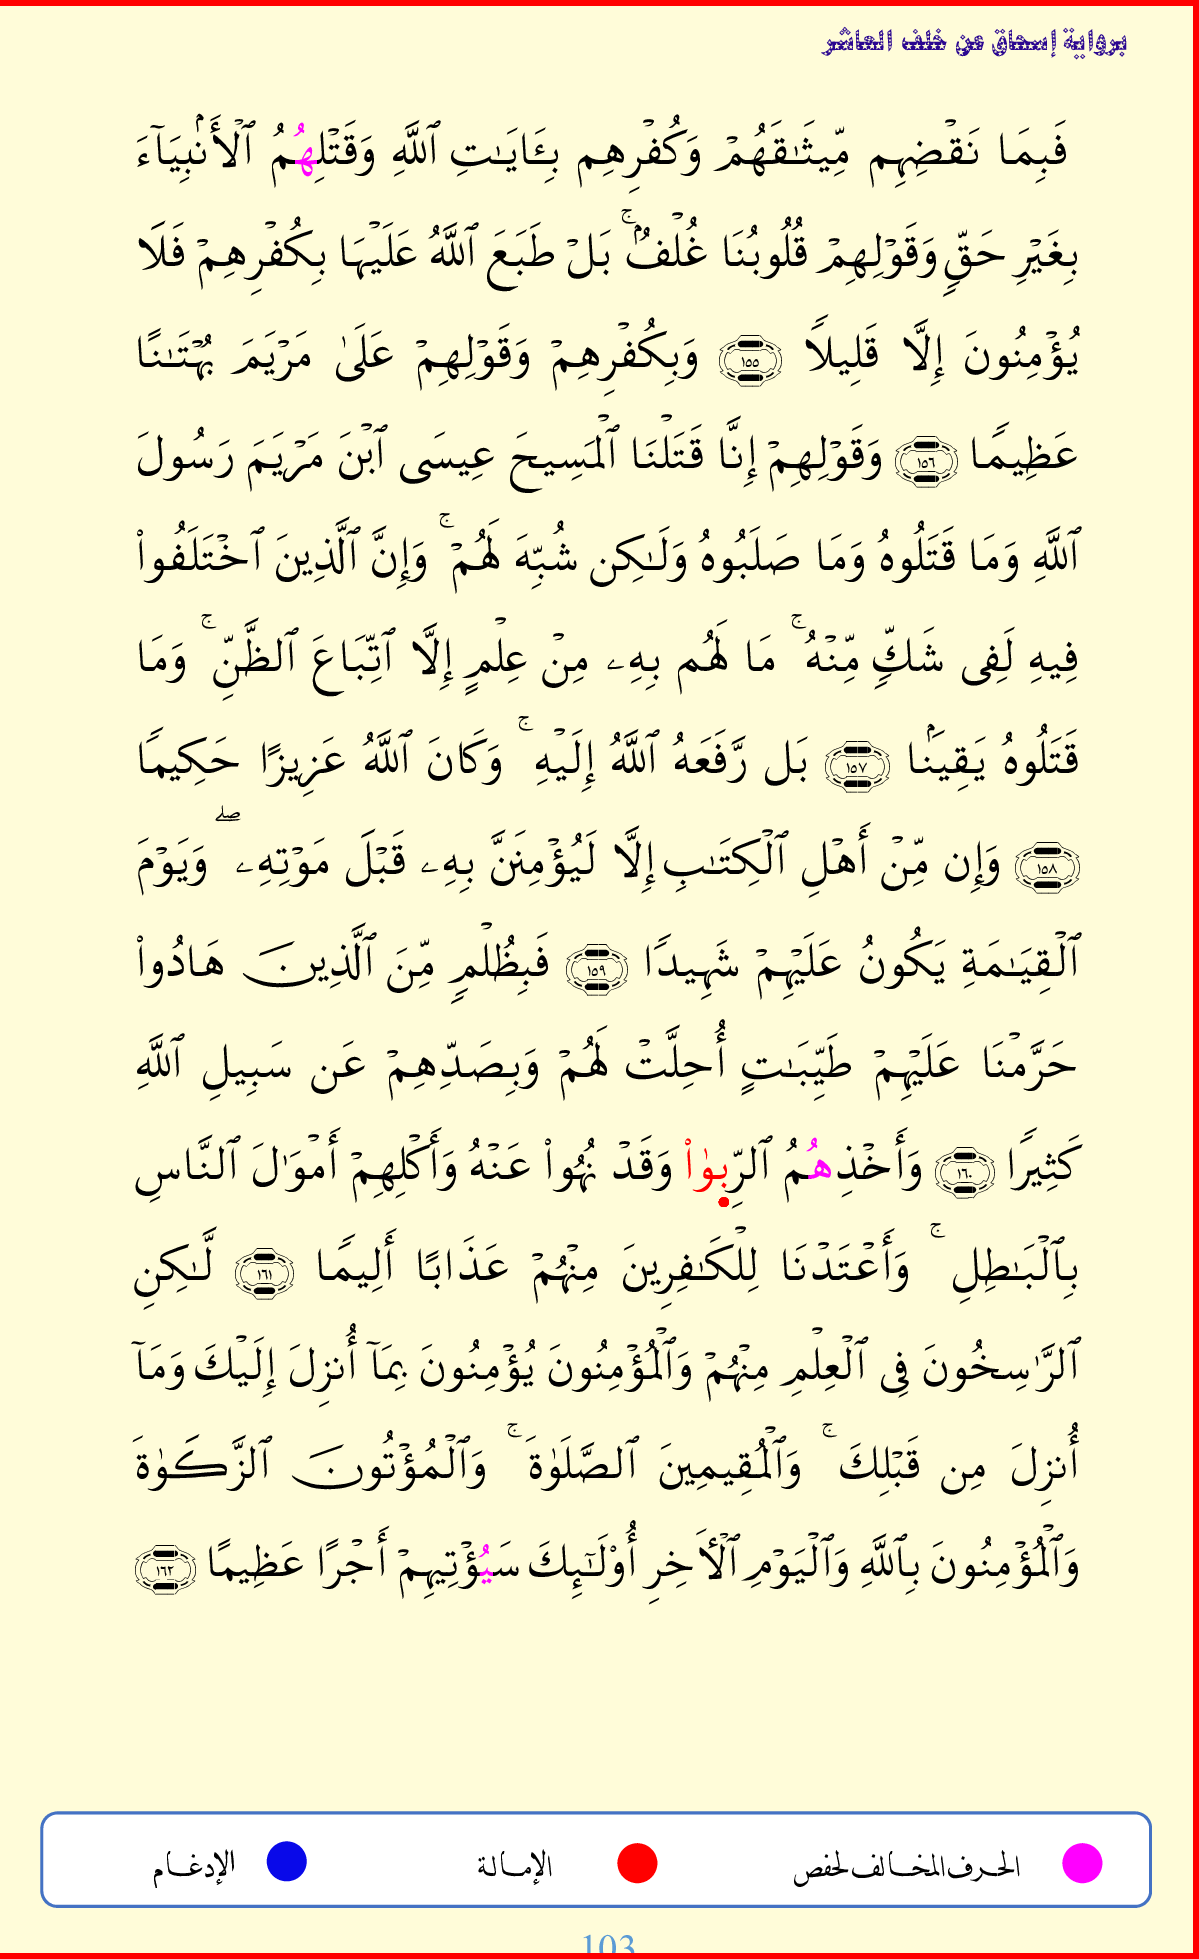 برواية إسحاق عن خلف العاشر
فَبِمَا نَقْضِهِم مِّيثَـٰقَهُمْ وَكُفْرِهِم بِـَٔايَـٰتِ ٱللَّهِ وَقَتْلِهُمُ ٱلْأَنۢبِيَآءَ
بِغَيْرِ حَقٍّ وَقَوْلِهِمْ قُلُوبُنَا غُلْفٌۢ ۚ بَلْ طَبَعَ ٱللَّهُ عَلَيْهَا بِكُفْرِهِمْ فَلَا
يُؤْمِنُونَ إِلَّا قَلِيلًا ١٥٥ وَبِكُفْرِهِمْ وَقَوْلِهِمْ عَلَىٰ مَرْيَمَ بُهْتَـٰنًا
عَظِيمًا ١٥٦ وَقَوْلِهِمْ إِنَّا قَتَلْنَا ٱلْمَسِيحَ عِيسَى ٱبْنَ مَرْيَمَ رَسُولَ
ٱللَّهِ وَمَا قَتَلُوهُ وَمَا صَلَبُوهُ وَلَـٰكِن شُبِّهَ لَهُمْ ۚ وَإِنَّ ٱلَّذِينَ ٱخْتَلَفُوا۟
فِيهِ لَفِى شَكٍّ مِّنْهُ ۚ مَا لَهُم بِهِۦ مِنْ عِلْمٍ إِلَّا ٱتِّبَاعَ ٱلظَّنِّ ۚ وَمَا
قَتَلُوهُ يَقِينًۢا ١٥٧ بَل رَّفَعَهُ ٱللَّهُ إِلَيْهِ ۚ وَكَانَ ٱللَّهُ عَزِيزًا حَكِيمًا
١٥٨ وَإِن مِّنْ أَهْلِ ٱلْكِتَـٰبِ إِلَّا لَيُؤْمِنَنَّ بِهِۦ قَبْلَ مَوْتِهِۦ ۖ وَيَوْمَ
ٱلْقِيَـٰمَةِ يَكُونُ عَلَيْهِمْ شَهِيدًا ١٥٩ فَبِظُلْمٍ مِّنَ ٱلَّذِينَ هَادُوا۟
حَرَّمْنَا عَلَيْهِمْ طَيِّبَـٰتٍ أُحِلَّتْ لَهُمْ وَبِصَدِّهِمْ عَن سَبِيلِ ٱللَّهِ
كَثِيرًا ١٦٠ وَأَخْذِهُمُ ٱلرِّبَوٰا۟ وَقَدْ نُهُوا۟ عَنْهُ وَأَكْلِهِمْ أَمْوَٰلَ ٱلنَّاسِ
بِٱلْبَـٰطِلِ ۚ وَأَعْتَدْنَا لِلْكَـٰفِرِينَ مِنْهُمْ عَذَابًا أَلِيمًا ١٦١ لَّـٰكِنِ
ٱلرَّٰسِخُونَ فِى ٱلْعِلْمِ مِنْهُمْ وَٱلْمُؤْمِنُونَ يُؤْمِنُونَ بِمَآ أُنزِلَ إِلَيْكَ وَمَآ
أُنزِلَ مِن قَبْلِكَ ۚ وَٱلْمُقِيمِينَ ٱلصَّلَوٰةَ ۚ وَٱلْمُؤْتُونَ ٱلزَّكَوٰةَ
وَٱلْمُؤْمِنُونَ بِٱللَّهِ وَٱلْيَوْمِ ٱلْـَٔاخِرِ أُو۟لَـٰٓئِكَ سَيُؤْتِيهِمْ أَجْرًا عَظِيمًا ١٦٢
الحرف المخالف لحفص الإمالة الإدغام
103